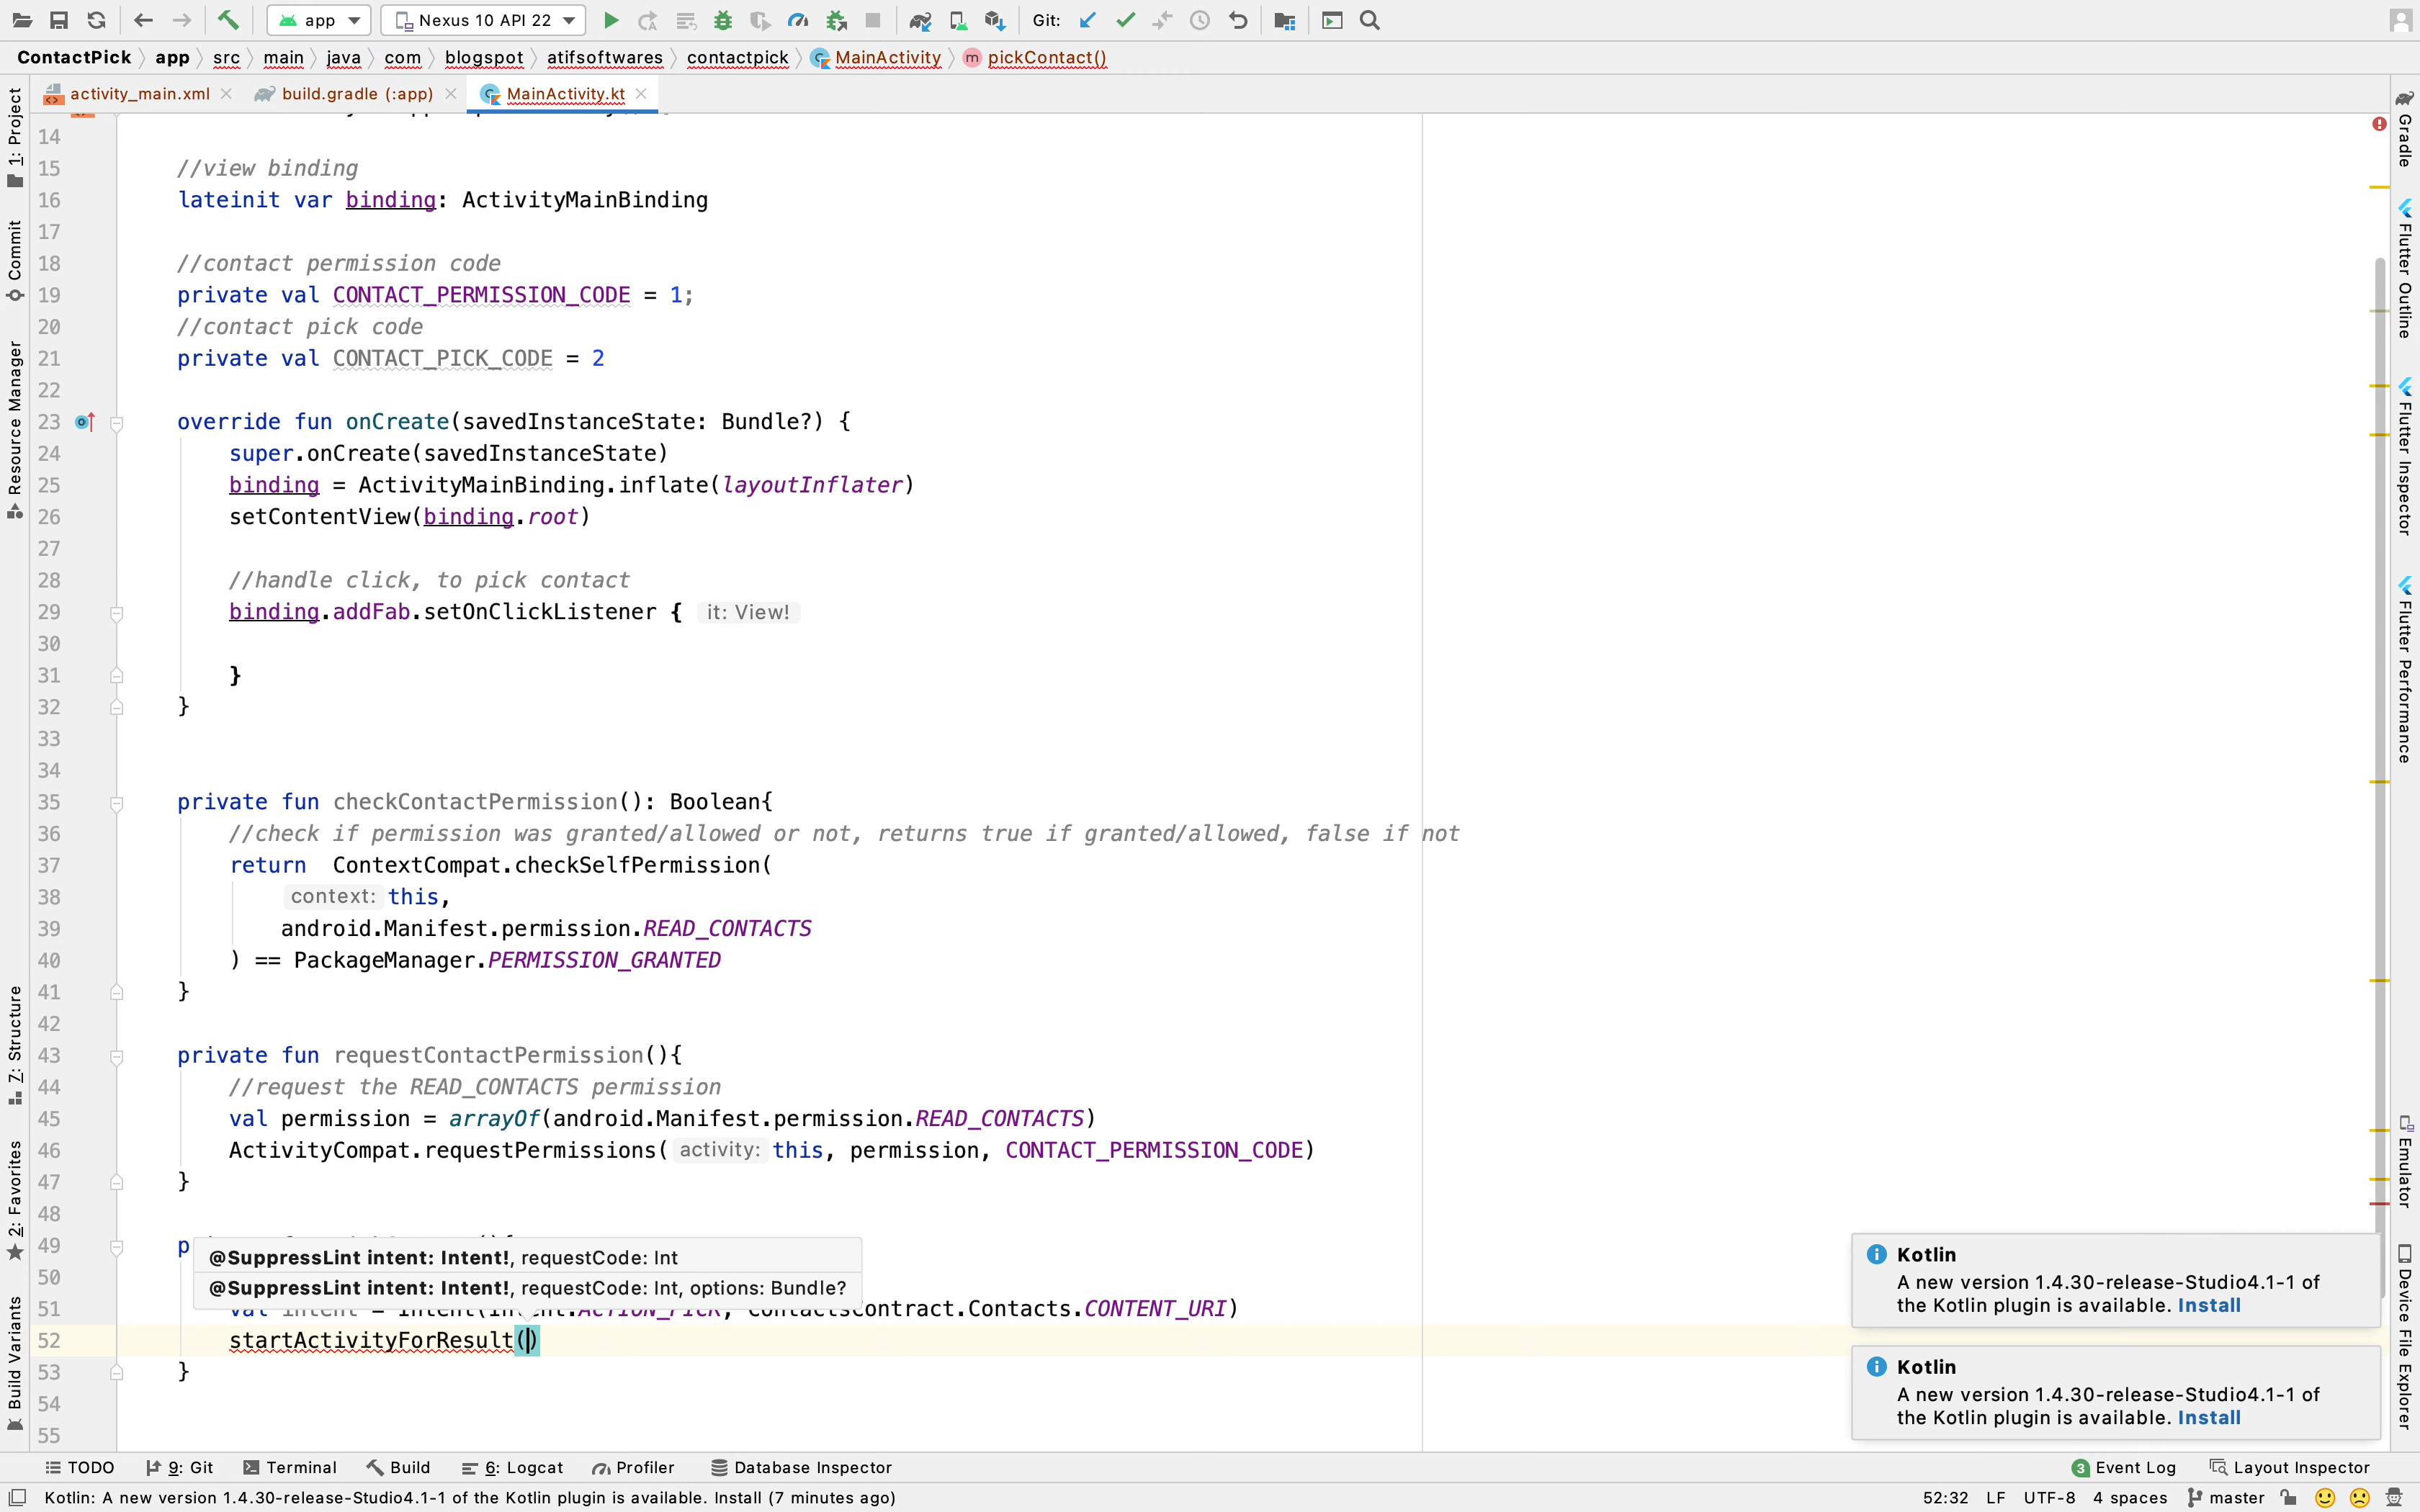 app
Nexus 10 API 22
Git:
ContactPick app src main java com blogspot atifsoftwares contactpick MainActivity m pickContact()
activity_main.xml
build.gradle (:app)
MainActivity.kt
1: Project
Commit
Resource Manager
7: Structure
2: Favorites
Build Variants
14
15 //view binding
16 lateinit var binding: ActivityMainBinding
17
18 //contact permission code
19 private val CONTACT_PERMISSION_CODE = 1;
20 //contact pick code
21 private val CONTACT_PICK_CODE = 2
22
23 override fun onCreate(savedInstanceState: Bundle?) {
24 super.onCreate(savedInstanceState)
25 binding = ActivityMainBinding.inflate(layoutInflater)
26 setContentView(binding.root)
27
28 //handle click, to pick contact
29 binding.addFab.setOnClickListener { it: View!
30
31 }
32 }
33
34
35 private fun checkContactPermission(): Boolean{
36 //check if permission was granted/allowed or not, returns true if granted/allowed, false if not
37 return  ContextCompat.checkSelfPermission(
38 context: this,
39 android.Manifest.permission.READ_CONTACTS
40 ) == PackageManager.PERMISSION_GRANTED
41 }
42
43 private fun requestContactPermission(){
44 //request the READ_CONTACTS permission
45 val permission = arrayOf(android.Manifest.permission.READ_CONTACTS)
46 ActivityCompat.requestPermissions( activity: this, permission, CONTACT_PERMISSION_CODE)
47 }
48
49 p
@SuppressLint intent: Intent!, requestCode: Int
50
@SuppressLint intent: Intent!, requestCode: Int, options: Bundle?
51 val intent = Intent(Intent.ACTION_PICK, ContactsContract.Contacts.CONTENT_URI)
52 startActivityForResult()
53 }
54
55
Gradle
Flutter Outline
Flutter Inspector
Flutter Performance
Emulator
Device File Explorer
Kotlin
A new version 1.4.30-release-Studio4.1-1 of
the Kotlin plugin is available. Install
Kotlin
A new version 1.4.30-release-Studio4.1-1 of
the Kotlin plugin is available. Install
TODO
9: Git
Terminal
Build
6: Logcat
Profiler
Database Inspector
3 Event Log
Layout Inspector
Kotlin: A new version 1.4.30-release-Studio4.1-1 of the Kotlin plugin is available. Install (7 minutes ago)
52:32 LF UTF-8 4 spaces master